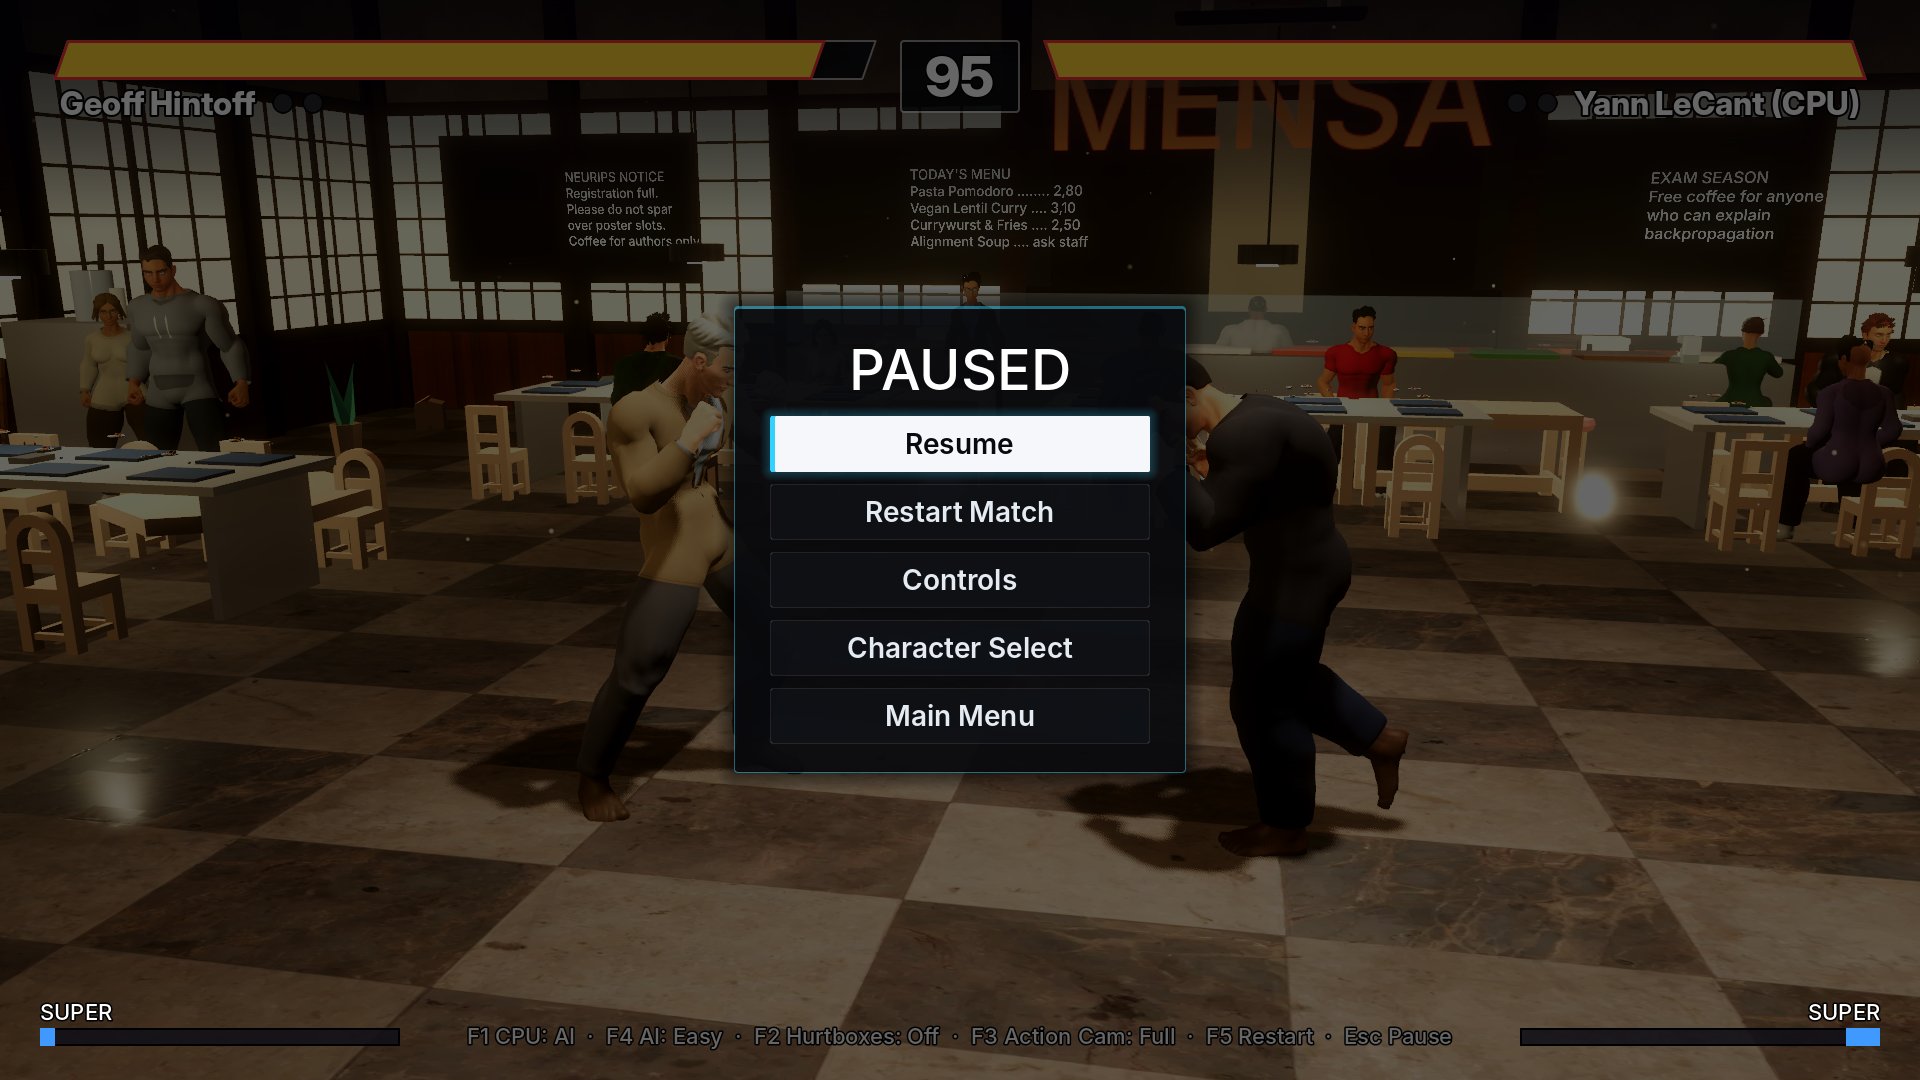 95
Geoff Hintoff
Yann LeCant (CPU)
MENSA
NEURIPS NOTICE
Registration full.
Please do not spar
over poster slots.
Coffee for authors only
TODAY'S MENU
Pasta Pomodoro ........ 2,80
Vegan Lentil Curry .... 3,10
Currywurst & Fries .... 2,50
Alignment Soup .... ask staff
EXAM SEASON
Free coffee for anyone
who can explain
backpropagation
PAUSED
Resume
Restart Match
Controls
Character Select
Main Menu
SUPER
SUPER
F1 CPU: AI · F4 AI: Easy · F2 Hurtboxes: Off · F3 Action Cam: Full · F5 Restart · Esc Pause